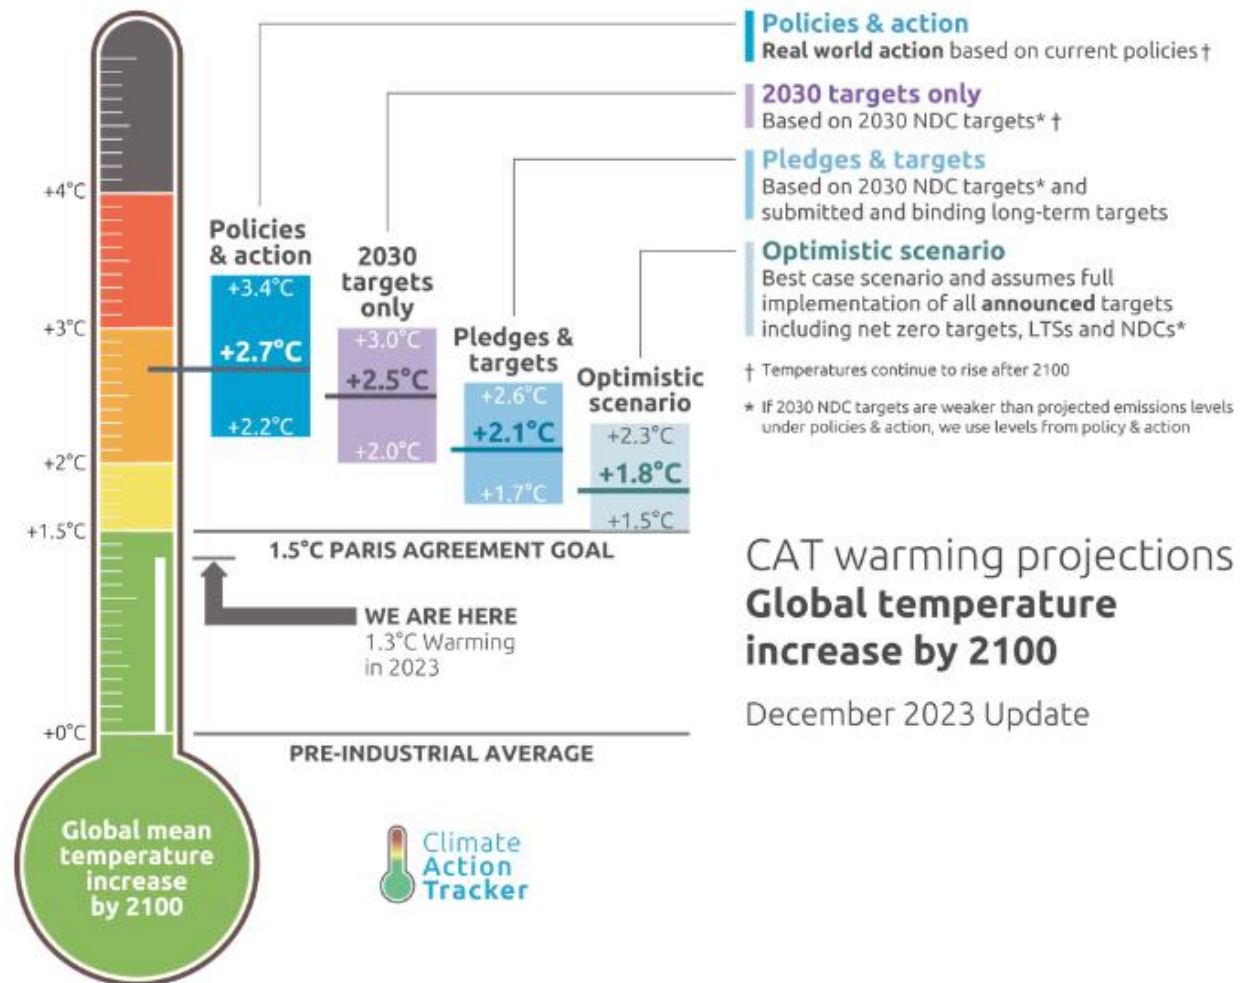 Policies & action
Real world action based on current policies †
2030 targets only
Based on 2030 NDC targets* †
Pledges & targets
Based on 2030 NDC targets* and
submitted and binding long-term targets
Optimistic scenario
Best case scenario and assumes full
implementation of all announced targets
including net zero targets, LTSs and NDCs*
† Temperatures continue to rise after 2100
* If 2030 NDC targets are weaker than projected emissions levels
under policies & action, we use levels from policy & action
+4°C
+3°C
+2°C
+1.5°C
+0°C
Policies
& action
+3.4°C
+2.7°C
+2.2°C
2030
targets
only
+3.0°C
+2.5°C
+2.0°C
Pledges &
targets
+2.6°C
+2.1°C
+1.7°C
Optimistic
scenario
+2.3°C
+1.8°C
+1.5°C
1.5°C PARIS AGREEMENT GOAL
WE ARE HERE
1.3°C Warming
in 2023
PRE-INDUSTRIAL AVERAGE
CAT warming projections
Global temperature
increase by 2100
December 2023 Update
Global mean
temperature
increase
by 2100
Climate
Action
Tracker